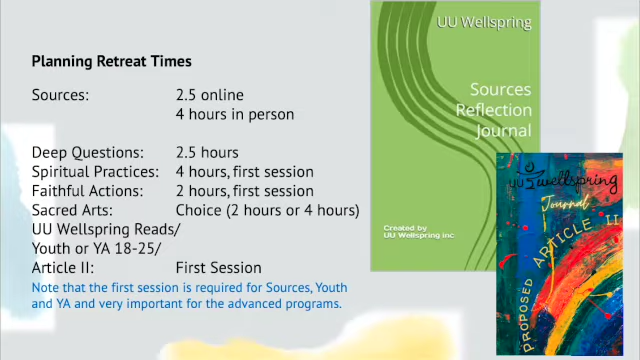 Planning Retreat Times
Sources: 2.5 online
4 hours in person
Deep Questions: 2.5 hours
Spiritual Practices: 4 hours, first session
Faithful Actions: 2 hours, first session
Sacred Arts: Choice (2 hours or 4 hours)
UU Wellspring Reads/
Youth or YA 18-25/
Article II: First Session
Note that the first session is required for Sources, Youth
and YA and very important for the advanced programs.
UU Wellspring
Sources
Reflection
Journal
Created by
UU Wellspring inc
UU wellspring
Journal
PROPOSED ARTICLE II